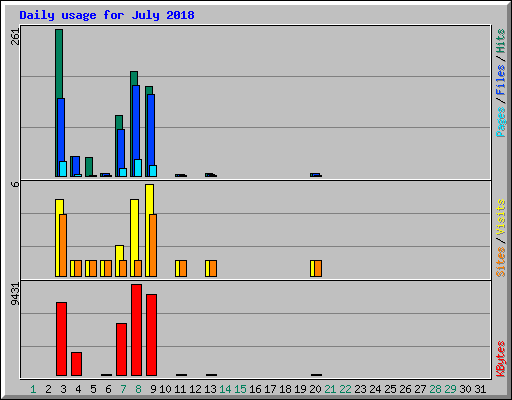 Daily usage for July 2018
261
Pages / Files / Hits
6
Sites / Visits
9431
KBytes
1 2 3 4 5 6 7 8 9 10 11 12 13 14 15 16 17 18 19 20 21 22 23 24 25 26 27 28 29 30 31